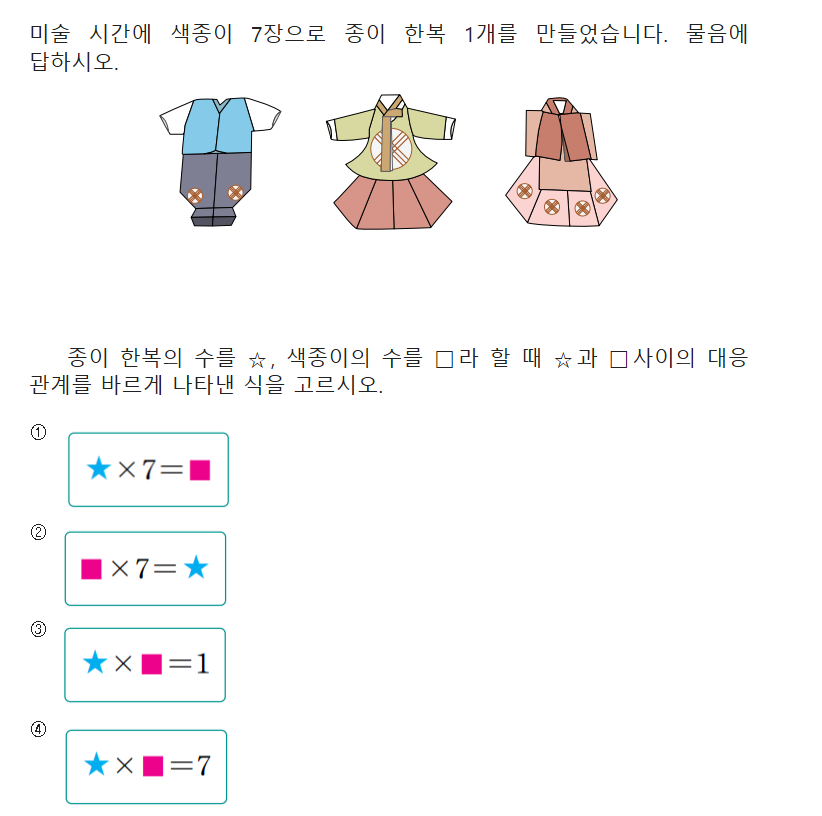 미술 시간에 색종이 7장으로 종이 한복 1개를 만들었습니다. 물음에
답하시오.
종이 한복의 수를 ☆, 색종이의 수를 □라 할 때 ☆과 □사이의 대응
관계를 바르게 나타낸 식을 고르시오.
①
★×7=■
②
■×7=★
③
★×■=1
④
★×■=7